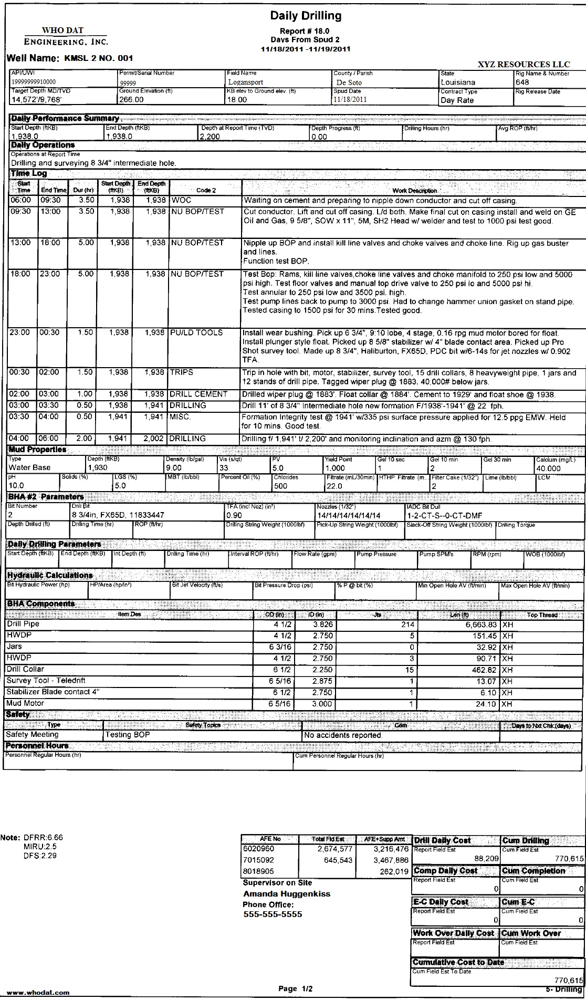 Daily Drilling
WHO DAT
ENGINEERING, INC.
Report # 18.0
Days From Spud 2
11/18/2011 -11/19/2011
Well Name: KMSL 2 NO. 001
XYZ RESOURCES LLC
API/UWI Permit/Serial Number Field Name County / Parish State Rig Name & Number
19999999910000 99999 Logansport De Soto Louisiana 648
Target Depth MD/TVD Ground Elevation (ft) KB elev to Ground elev. (ft) Spud Date Contract Type Rig Release Date
14,572'/9,768' 266.00 18.00 11/18/2011 Day Rate
Daily Performance Summary
Start Depth (ftKB) End Depth (ftKB) Depth at Report Time (TVD) Depth Progress (ft) Drilling Hours (hr) Avg ROP (ft/hr)
1,938.0 1,938.0 2,200 0.00
Daily Operations
Operations at Report Time
Drilling and surveying 8 3/4" intermediate hole.
Time Log
Start Time End Time Dur (hr) Start Depth (ftKB) End Depth (ftKB) Code 2 Work Description
06:00 09:30 3.50 1,938 1,938 WOC Waiting on cement and preparing to nipple down conductor and cut off casing.
09:30 13:00 3.50 1,938 1,938 NU BOP/TEST Cut conductor. Lift and cut off casing. L/d both. Make final cut on casing install and weld on GE
Oil and Gas, 9 5/8", SOW x 11", 5M, SH2 Head w/ welder and test to 1000 psi test good.
13:00 18:00 5.00 1,938 1,938 NU BOP/TEST Nipple up BOP and install kill line valves and choke valves and choke line. Rig up gas buster
and lines.
Function test BOP.
18:00 23:00 5.00 1,938 1,938 NU BOP/TEST Test Bop: Rams, kill line valves,choke line valves and choke manifold to 250 psi low and 5000
psi high. Test floor valves and manual top drive valve to 250 psi lo and 5000 psi hi.
Test annular to 250 psi low and 3500 psi. high.
Test pump lines back to pump to 3000 psi. Had to change hammer union gasket on stand pipe.
Tested casing to 1500 psi for 30 mins.Tested good.
23:00 00:30 1.50 1,938 1,938 PU/LD TOOLS Install wear bushing. Pick up 6 3/4", 9:10 lobe, 4 stage, 0.16 rpg mud motor bored for float.
Install plunger style float. Picked up 8 5/8" stabilizer w/ 4" blade contact area. Picked up Pro
Shot survey tool. Made up 8 3/4", Haliburton, FX65D, PDC bit w/6-14s for jet nozzles w/ 0.902
TFA.
00:30 02:00 1.50 1,938 1,938 TRIPS Trip in hole with bit, motor, stabilizer, survey tool, 15 drill collars, 8 heavyweight pipe, 1 jars and
12 stands of drill pipe. Tagged wiper plug @ 1883. 40,000# below jars.
02:00 03:00 1.00 1,938 1,938 DRILL CEMENT Drilled wiper plug @ 1883'. Float collar @ 1884'. Cement to 1929' and float shoe @ 1938.
03:00 03:30 0.50 1,938 1,941 DRILLING Drill 11' of 8 3/4" Intermediate hole new formation F/1938'-1941' @ 22 fph.
03:30 04:00 0.50 1,941 1,941 MISC. Formation Integrity test @ 1941' w/335 psi surface pressure applied for 12.5 ppg EMW. Held
for 10 mins. Good test.
04:00 06:00 2.00 1,941 2,002 DRILLING Drilling f/ 1,941' t/ 2,200' and monitoring inclination and azm @ 130 fph.
Mud Properties
Type Depth (ftKB) Density (lb/gal) Vis (s/qt) PV Yield Point Gel 10 sec Gel 10 min Gel 30 min Calcium (mg/L)
Water Base 1,930 9.00 33 5.0 1.000 1 2 40.000
pH Solids (%) LGS (%) MBT (lb/bbl) Percent Oil (%) Chlorides Filtrate (mL/30min) HTHP Filtrate (m... Filter Cake (1/32") Lime (lb/bbl) LCM
10.0 5.0 500 22.0 2
BHA #2 Parameters
Bit Number Drill Bit TFA (incl Noz) (in²) Nozzles (1/32") IADC Bit Dull
2 8 3/4in, FX65D, 11833447 0.90 14/14/14/14/14/14 1-2-CT-S--0-CT-DMF
Depth Drilled (ft) Drilling Time (hr) ROP (ft/hr) Drilling String Weight (1000lbf) Pick-Up String Weight (1000lbf) Slack-Off String Weight (1000lbf) Drilling Torque
Daily Drilling Parameters
Start Depth (ftKB) End Depth (ftKB) Int Depth (ft) Drilling Time (hr) Interval ROP (ft/hr) Flow Rate (gpm) Pump Pressure Pump SPM's RPM (rpm) WOB (1000lbf)
Hydraulic Calculations
Bit Hydraulic Power (hp) HP/Area (hp/in²) Bit Jet Velocity (ft/s) Bit Pressure Drop (psi) % P @ bit (%) Min Open Hole AV (ft/min) Max Open Hole AV (ft/min)
BHA Components
Item Des OD (in) ID (in) Jts Len (ft) Top Thread
Drill Pipe 4 1/2 3.826 214 6,663.83 XH
HWDP 4 1/2 2.750 5 151.45 XH
Jars 6 3/16 2.750 0 32.92 XH
HWDP 4 1/2 2.750 3 90.71 XH
Drill Collar 6 1/2 2.250 15 462.82 XH
Survey Tool - Teledrift 6 5/16 2.875 1 13.07 XH
Stabilizer Blade contact 4" 6 1/2 2.750 1 6.10 XH
Mud Motor 6 5/16 3.000 1 24.10 XH
Safety
Type Safety Topics Com Days to Nxt Chk (days)
Safety Meeting Testing BOP No accidents reported.
Personnel Hours
Personnel Regular Hours (hr) Cum Personnel Regular Hours (hr)
Note: DFRR:6.66
MIRU:2.5
DFS:2.29
AFE No Total Fld Est AFE+Supp Amt
6020960 2,674,577 3,216,476
7015092 645,543 3,467,886
8018905 262,019
Supervisor on Site
Amanda Huggenkiss
Phone Office:
555-555-5555
Drill Daily Cost Cum Drilling
Report Field Est Cum Field Est
88,209 770,615
Comp Daily Cost Cum Completion
Report Field Est Cum Field Est
0 0
E-C Daily Cost Cum E-C
Report Field Est Cum Field Est
0 0
Work Over Daily Cost Cum Work Over
Report Field Est Cum Field Est
Cumulative Cost to Date
Cum Field Est To Date
770,615
www.whodat.com
Page 1/2
5- Drilling